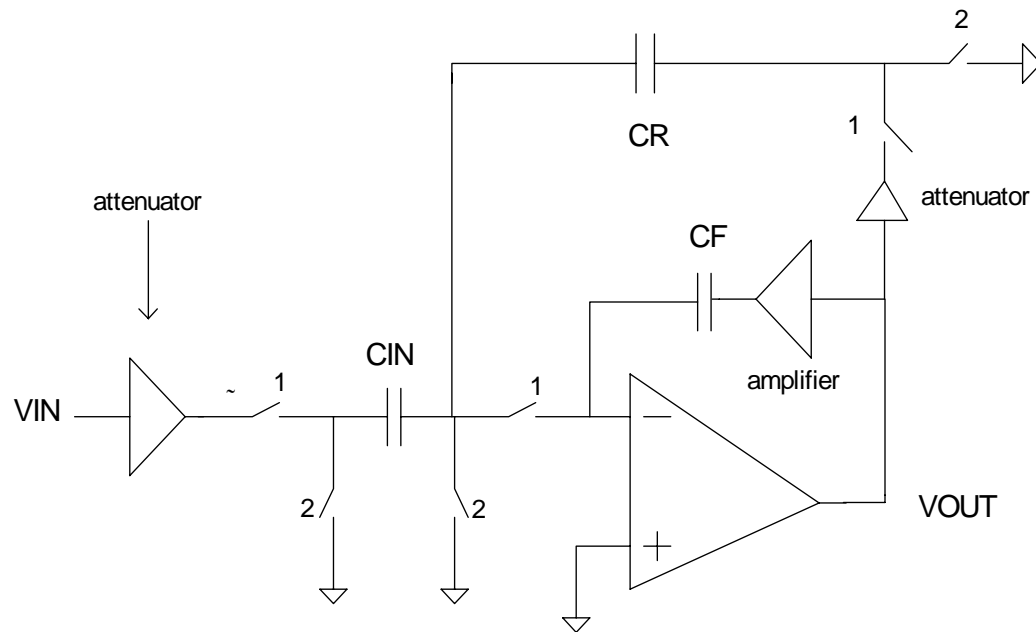 2
CR
1
attenuator
attenuator
CF
CIN
amplifier
1
1
VIN
~
−
2
2
VOUT
+